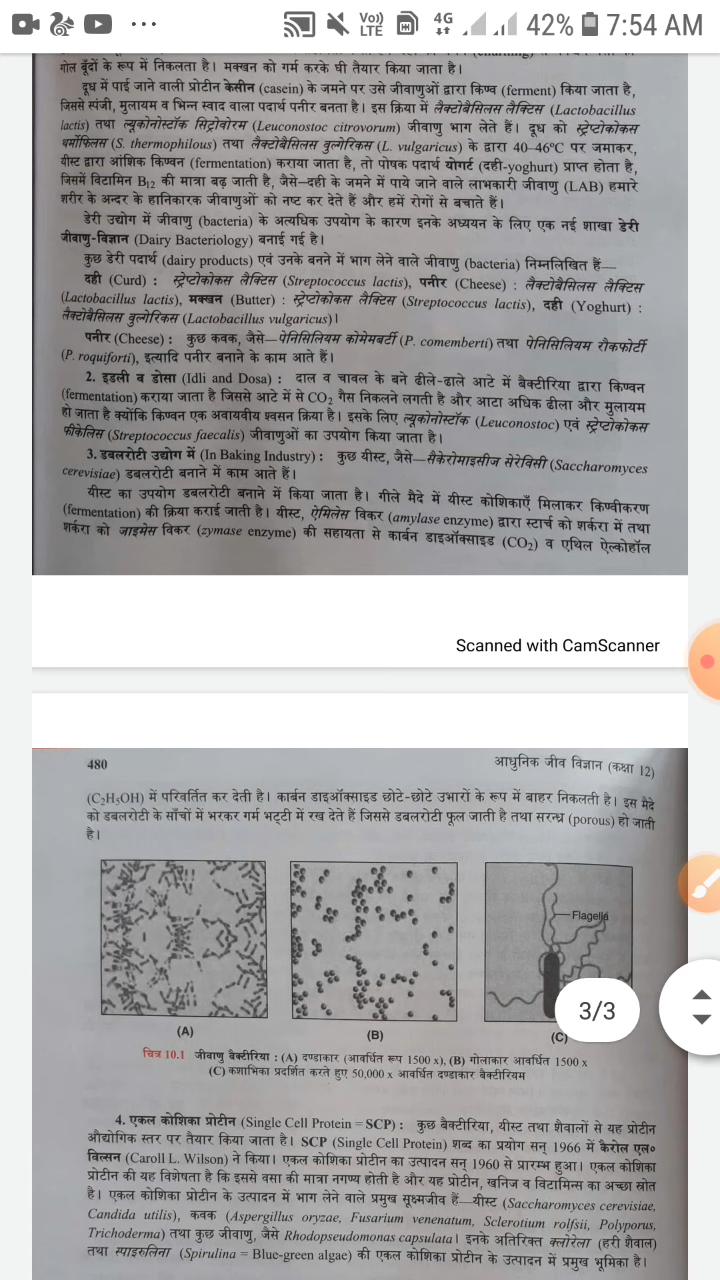 Vo)) LTE 4G 42% 7:54 AM
गोल बूँदों के रूप में निकलता है। मक्खन को गर्म करके घी तैयार किया जाता है।
दूध में पाई जाने वाली प्रोटीन केसीन (casein) के जमने पर उसे जीवाणुओं द्वारा किण्व (ferment) किया जाता है,
जिससे स्पंजी, मुलायम व भिन्न स्वाद वाला पदार्थ पनीर बनता है। इस क्रिया में लैक्टोबैसिलस लैक्टिस (Lactobacillus
lactis) तथा ल्यूकोनोस्टॉक सिट्रोवोरम (Leuconostoc citrovorum) जीवाणु भाग लेते हैं। दूध को स्ट्रेप्टोकोकस
थर्मोफिलस (S. thermophilous) तथा लैक्टोबैसिलस वुल्गेरिकस (L. vulgaricus) के द्वारा 40–46°C पर जमाकर,
यीस्ट द्वारा आंशिक किण्वन (fermentation) कराया जाता है, तो पोषक पदार्थ योगर्ट (दही-yoghurt) प्राप्त होता है,
जिसमें विटामिन B12 की मात्रा बढ़ जाती है, जैसे—दही के जमने में पाये जाने वाले लाभकारी जीवाणु (LAB) हमारे
शरीर के अन्दर के हानिकारक जीवाणुओं को नष्ट कर देते हैं और हमें रोगों से बचाते हैं।
डेरी उद्योग में जीवाणु (bacteria) के अत्यधिक उपयोग के कारण इनके अध्ययन के लिए एक नई शाखा डेरी
जीवाणु-विज्ञान (Dairy Bacteriology) बनाई गई है।
कुछ डेरी पदार्थ (dairy products) एवं उनके बनने में भाग लेने वाले जीवाणु (bacteria) निम्नलिखित हैं—
दही (Curd) : स्ट्रेप्टोकोकस लैक्टिस (Streptococcus lactis), पनीर (Cheese) : लैक्टोबैसिलस लैक्टिस
(Lactobacillus lactis), मक्खन (Butter) : स्ट्रेप्टोकोकस लैक्टिस (Streptococcus lactis), दही (Yoghurt) :
लैक्टोबैसिलस वुल्गेरिकस (Lactobacillus vulgaricus)।
पनीर (Cheese) : कुछ कवक, जैसे—पेनिसिलियम कोमेमबर्टी (P. comemberti) तथा पेनिसिलियम रौकफोर्टी
(P. roquiforti), इत्यादि पनीर बनाने के काम आते हैं।
2. इडली व डोसा (Idli and Dosa) : दाल व चावल के बने ढीले-ढाले आटे में बैक्टीरिया द्वारा किण्वन
(fermentation) कराया जाता है जिससे आटे में से CO2 गैस निकलने लगती है और आटा अधिक ढीला और मुलायम
हो जाता है क्योंकि किण्वन एक अवायवीय श्वसन क्रिया है। इसके लिए ल्यूकोनोस्टॉक (Leuconostoc) एवं स्ट्रेप्टोकोकस
फीकेलिस (Streptococcus faecalis) जीवाणुओं का उपयोग किया जाता है।
3. डबलरोटी उद्योग में (In Baking Industry) : कुछ यीस्ट, जैसे—सैकेरोमाइसीज सेरेविसी (Saccharomyces
cerevisiae) डबलरोटी बनाने में काम आते हैं।
यीस्ट का उपयोग डबलरोटी बनाने में किया जाता है। गीले मैदे में यीस्ट कोशिकाएँ मिलाकर किण्वीकरण
(fermentation) की क्रिया कराई जाती है। यीस्ट, ऐमिलेस विकर (amylase enzyme) द्वारा स्टार्च को शर्करा में तथा
शर्करा को जाइमेस विकर (zymase enzyme) की सहायता से कार्बन डाइऑक्साइड (CO2) व एथिल ऐल्कोहॉल
Scanned with CamScanner
480 आधुनिक जीव विज्ञान (कक्षा 12)
(C2H5OH) में परिवर्तित कर देती है। कार्बन डाइऑक्साइड छोटे-छोटे उभारों के रूप में बाहर निकलती है। इस मैदे
को डबलरोटी के साँचों में भरकर गर्म भट्टी में रख देते हैं जिससे डबलरोटी फूल जाती है तथा सरन्ध्र (porous) हो जाती
है।
Flagella
3/3
(A) (B) (C)
चित्र 10.1 जीवाणु बैक्टीरिया : (A) दण्डाकार (आवर्धित रूप 1500 x), (B) गोलाकार आवर्धित 1500 x
(C) कशाभिका प्रदर्शित करते हुए 50,000 x आवर्धित दण्डाकार बैक्टीरियम
4. एकल कोशिका प्रोटीन (Single Cell Protein = SCP) : कुछ बैक्टीरिया, यीस्ट तथा शैवालों से यह प्रोटीन
औद्योगिक स्तर पर तैयार किया जाता है। SCP (Single Cell Protein) शब्द का प्रयोग सन् 1966 में कैरोल एल०
विल्सन (Caroll L. Wilson) ने किया। एकल कोशिका प्रोटीन का उत्पादन सन् 1960 से प्रारम्भ हुआ। एकल कोशिका
प्रोटीन की यह विशेषता है कि इससे वसा की मात्रा नगण्य होती है और यह प्रोटीन, खनिज व विटामिन्स का अच्छा स्रोत
है। एकल कोशिका प्रोटीन के उत्पादन में भाग लेने वाले प्रमुख सूक्ष्मजीव हैं—यीस्ट (Saccharomyces cerevisiae,
Candida utilis), कवक (Aspergillus oryzae, Fusarium venenatum, Sclerotium rolfsii, Polyporus,
Trichoderma) तथा कुछ जीवाणु, जैसे Rhodopseudomonas capsulata। इनके अतिरिक्त क्लोरेला (हरी शैवाल)
तथा स्पाइरुलिना (Spirulina = Blue-green algae) की एकल कोशिका प्रोटीन के उत्पादन में प्रमुख भूमिका है।